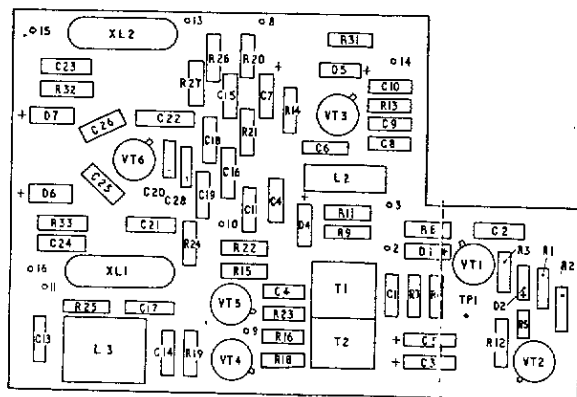 15
XL2
13
8
R31
R26
R20
C23
R27
D5
14
R32
C15
C7
C10
R14
R13
D7
C22
VT3
C9
C26
C18
R21
C8
C6
VT6
C16
L2
C25
C20
C28
C19
D6
C11
C4
3
R33
C21
10
D4
R11
R6
C2
C24
R24
R9
R22
2
D1
VT1
R3
R1
R2
16
XL1
R15
11
T1
C1
TP1
D2
R25
C17
VT5
C4
R23
R5
C13
L3
C14
R19
9
R16
T2
R12
VT4
R18
C3
VT2